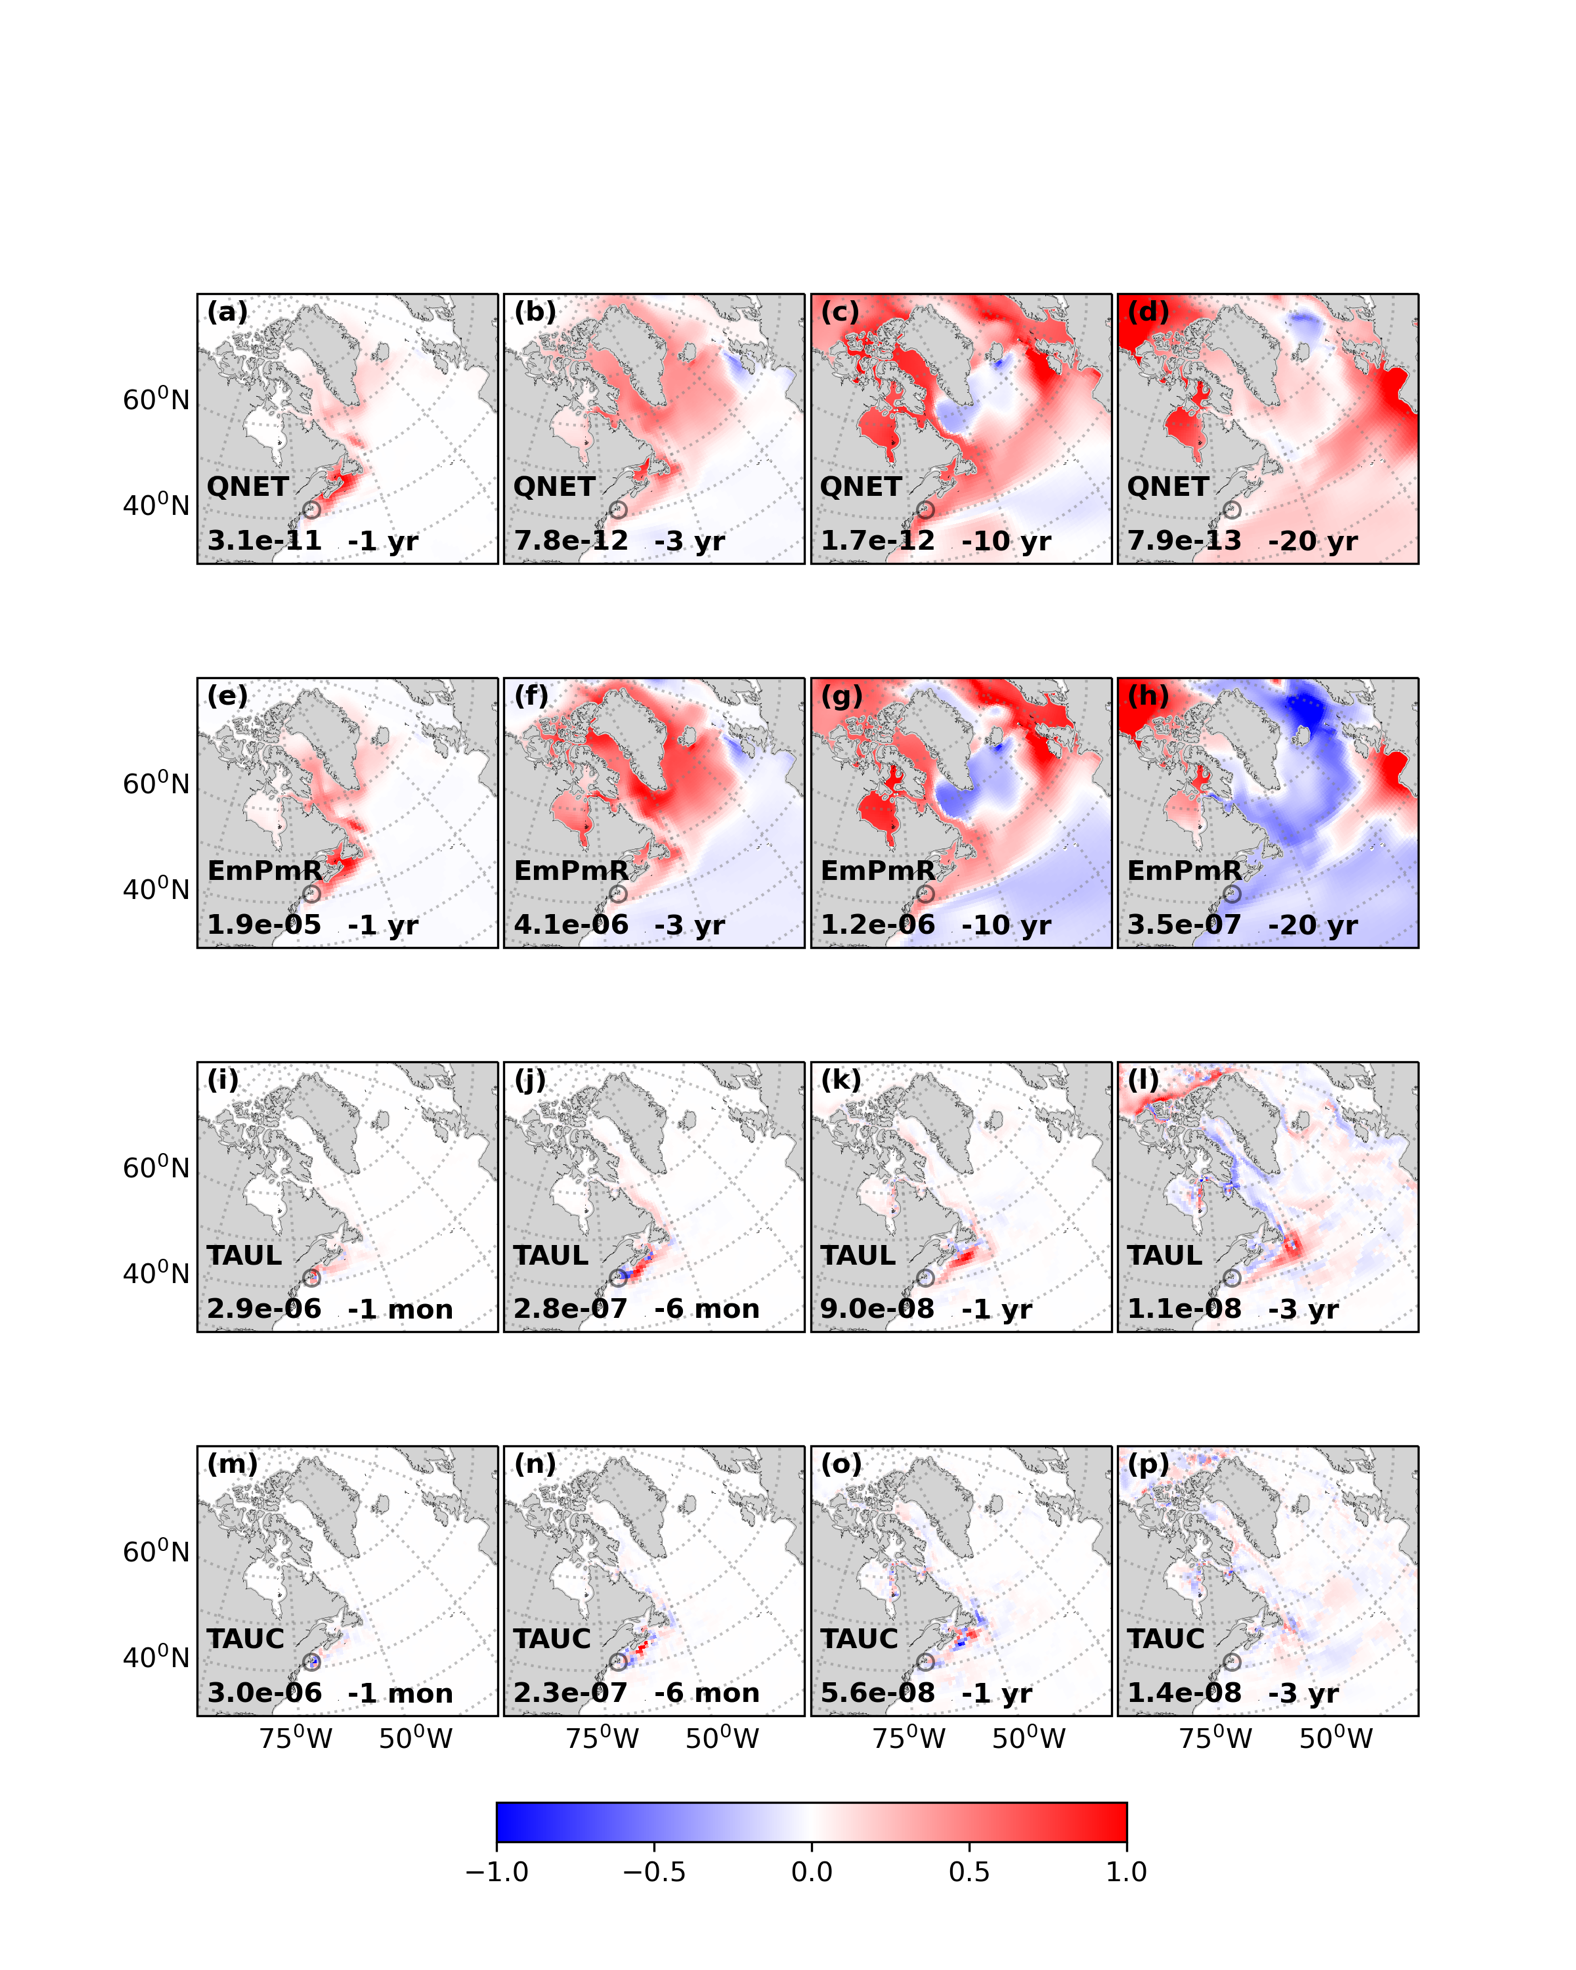 (a) (b) (c) (d)
60⁰N
QNET QNET QNET QNET
40⁰N
3.1e-11 -1 yr 7.8e-12 -3 yr 1.7e-12 -10 yr 7.9e-13 -20 yr
(e) (f) (g) (h)
60⁰N
EmPmR EmPmR EmPmR EmPmR
40⁰N
1.9e-05 -1 yr 4.1e-06 -3 yr 1.2e-06 -10 yr 3.5e-07 -20 yr
(i) (j) (k) (l)
60⁰N
TAUL TAUL TAUL TAUL
40⁰N
2.9e-06 -1 mon 2.8e-07 -6 mon 9.0e-08 -1 yr 1.1e-08 -3 yr
(m) (n) (o) (p)
60⁰N
TAUC TAUC TAUC TAUC
40⁰N
3.0e-06 -1 mon 2.3e-07 -6 mon 5.6e-08 -1 yr 1.4e-08 -3 yr
75⁰W 50⁰W 75⁰W 50⁰W 75⁰W 50⁰W 75⁰W 50⁰W
−1.0 −0.5 0.0 0.5 1.0